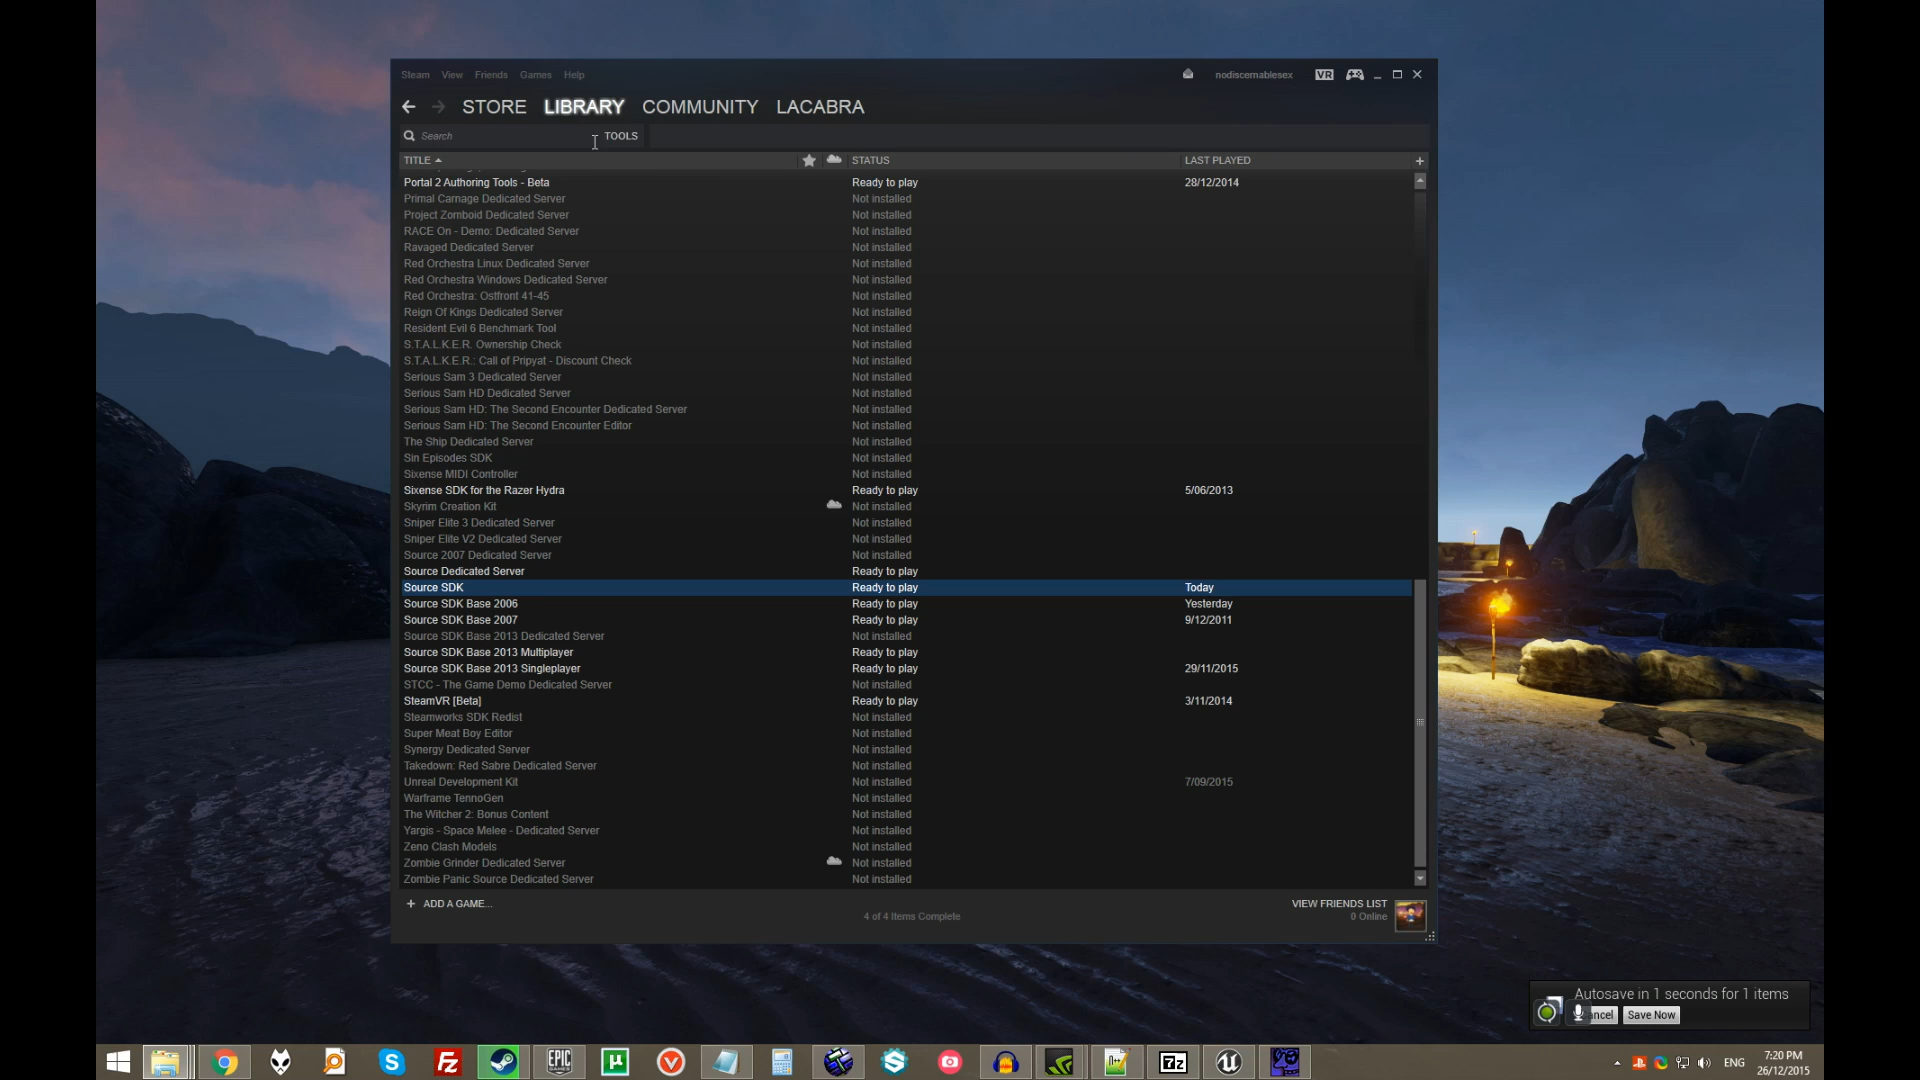 Steam View Friends Games Help
nodiscernablesex
VR
STORE LIBRARY COMMUNITY LACABRA
Search
TOOLS
TITLE STATUS LAST PLAYED
Portal 2 Authoring Tools - Beta Ready to play 28/12/2014
Primal Carnage Dedicated Server Not installed
Project Zomboid Dedicated Server Not installed
RACE On - Demo: Dedicated Server Not installed
Ravaged Dedicated Server Not installed
Red Orchestra Linux Dedicated Server Not installed
Red Orchestra Windows Dedicated Server Not installed
Red Orchestra: Ostfront 41-45 Not installed
Reign Of Kings Dedicated Server Not installed
Resident Evil 6 Benchmark Tool Not installed
S.T.A.L.K.E.R. Ownership Check Not installed
S.T.A.L.K.E.R.: Call of Pripyat - Discount Check Not installed
Serious Sam 3 Dedicated Server Not installed
Serious Sam HD Dedicated Server Not installed
Serious Sam HD: The Second Encounter Dedicated Server Not installed
Serious Sam HD: The Second Encounter Editor Not installed
The Ship Dedicated Server Not installed
Sin Episodes SDK Not installed
Sixense MIDI Controller Not installed
Sixense SDK for the Razer Hydra Ready to play 5/06/2013
Skyrim Creation Kit Not installed
Sniper Elite 3 Dedicated Server Not installed
Sniper Elite V2 Dedicated Server Not installed
Source 2007 Dedicated Server Not installed
Source Dedicated Server Ready to play
Source SDK Ready to play Today
Source SDK Base 2006 Ready to play Yesterday
Source SDK Base 2007 Ready to play 9/12/2011
Source SDK Base 2013 Dedicated Server Not installed
Source SDK Base 2013 Multiplayer Ready to play
Source SDK Base 2013 Singleplayer Ready to play 29/11/2015
STCC - The Game Demo Dedicated Server Not installed
SteamVR [Beta] Ready to play 3/11/2014
Steamworks SDK Redist Not installed
Super Meat Boy Editor Not installed
Synergy Dedicated Server Not installed
Takedown: Red Sabre Dedicated Server Not installed
Unreal Development Kit Not installed 7/09/2015
Warframe TennoGen Not installed
The Witcher 2: Bonus Content Not installed
Yargis - Space Melee - Dedicated Server Not installed
Zeno Clash Models Not installed
Zombie Grinder Dedicated Server Not installed
Zombie Panic Source Dedicated Server Not installed
+ ADD A GAME...
4 of 4 Items Complete
VIEW FRIENDS LIST
0 Online
Autosave in 1 seconds for 1 items
ancel Save Now
EPIC GAMES
7z
ENG
7:20 PM
26/12/2015